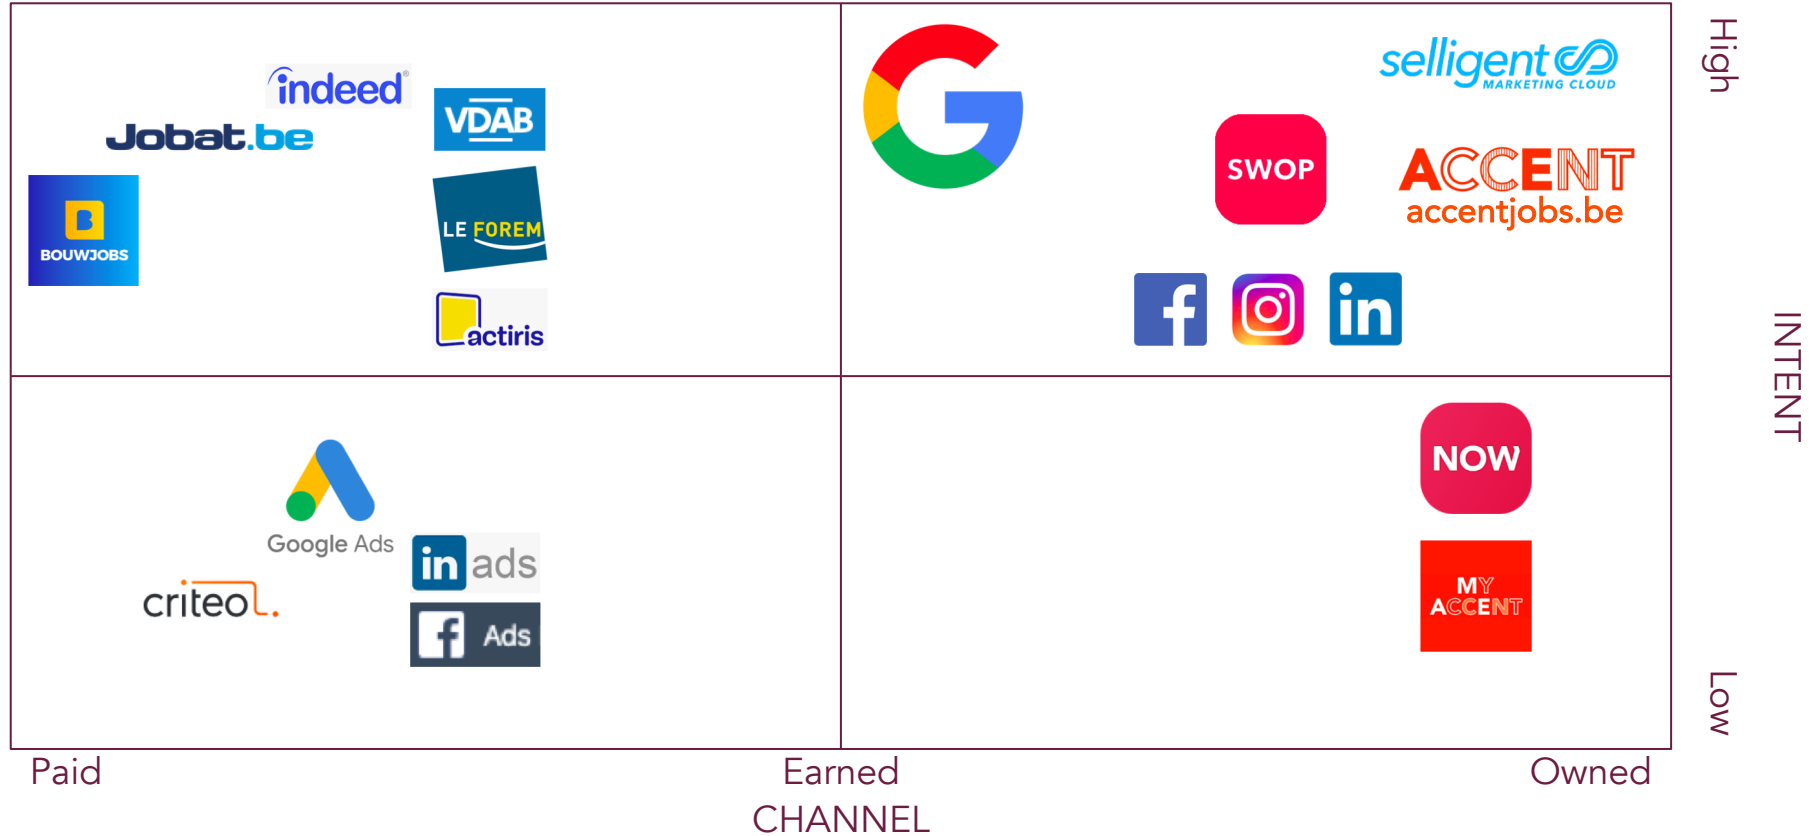 indeed
Jobat.be
VDAB
B
BOUWJOBS
LE FOREM
actiris
G
selligent
MARKETING CLOUD
SWOP
ACCENT
accentjobs.be
f
in
High
INTENT
Google Ads
in ads
criteol.
f Ads
NOW
MY
ACCENT
Low
Paid
Earned
Owned
CHANNEL